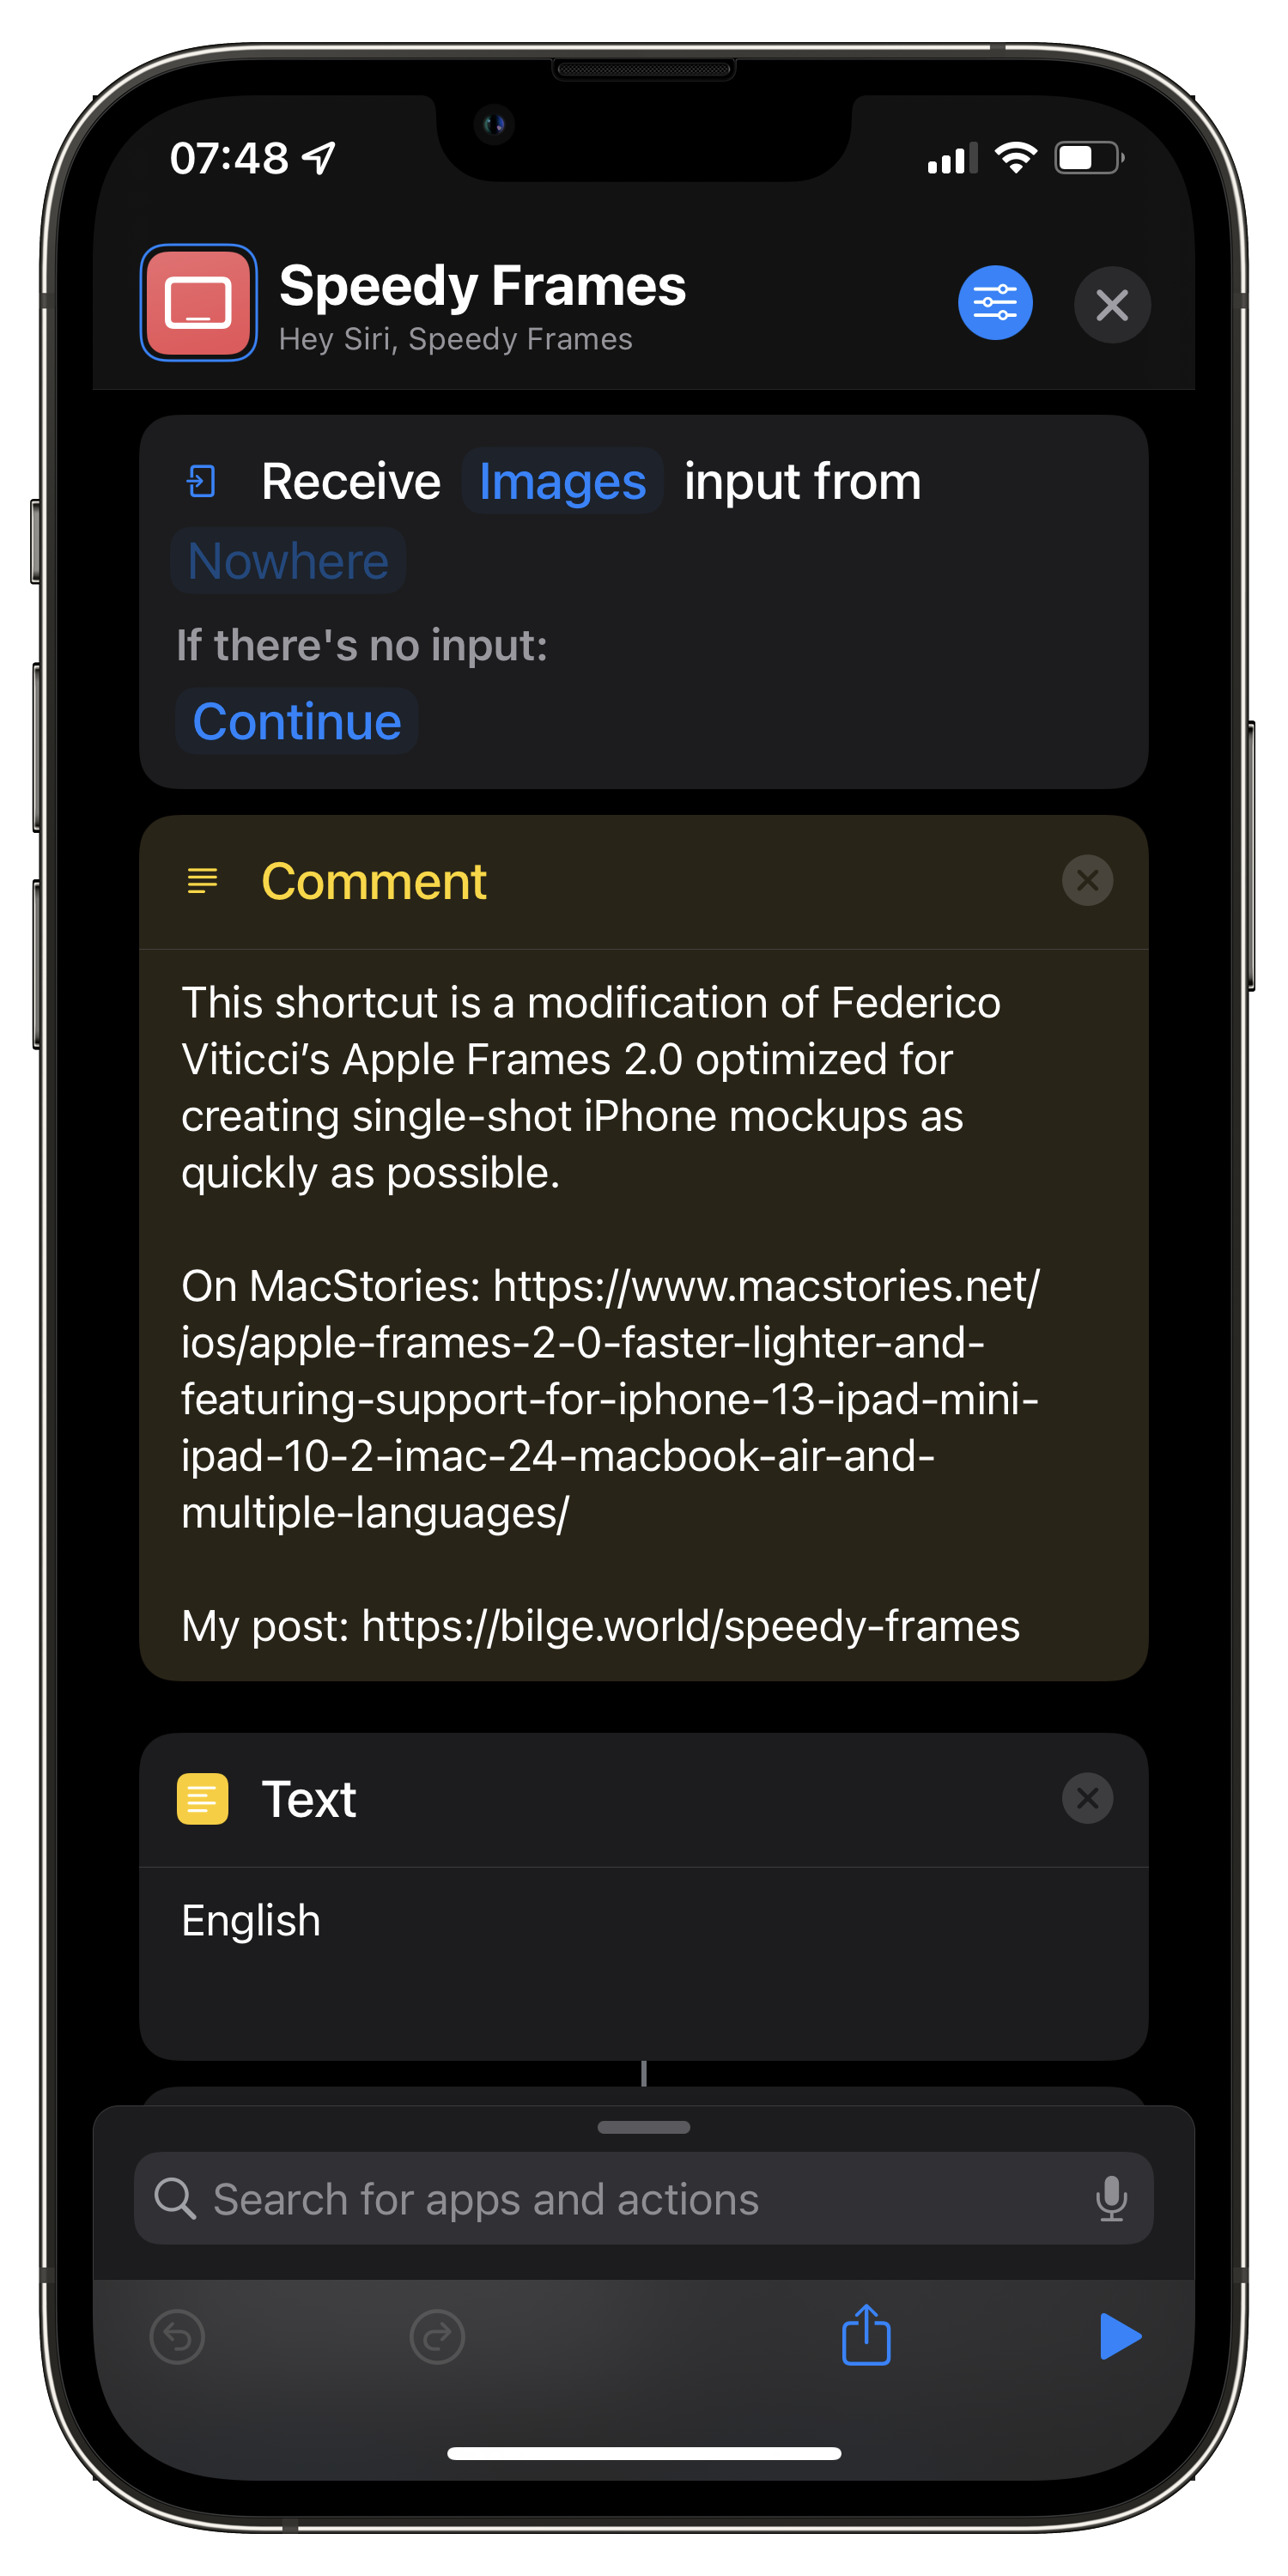 07:48
Speedy Frames
Hey Siri, Speedy Frames
Receive Images input from
Nowhere
If there's no input:
Continue
Comment
This shortcut is a modification of Federico
Viticci’s Apple Frames 2.0 optimized for
creating single-shot iPhone mockups as
quickly as possible.
On MacStories: https://www.macstories.net/
ios/apple-frames-2-0-faster-lighter-and-
featuring-support-for-iphone-13-ipad-mini-
ipad-10-2-imac-24-macbook-air-and-
multiple-languages/
My post: https://bilge.world/speedy-frames
Text
English
Search for apps and actions